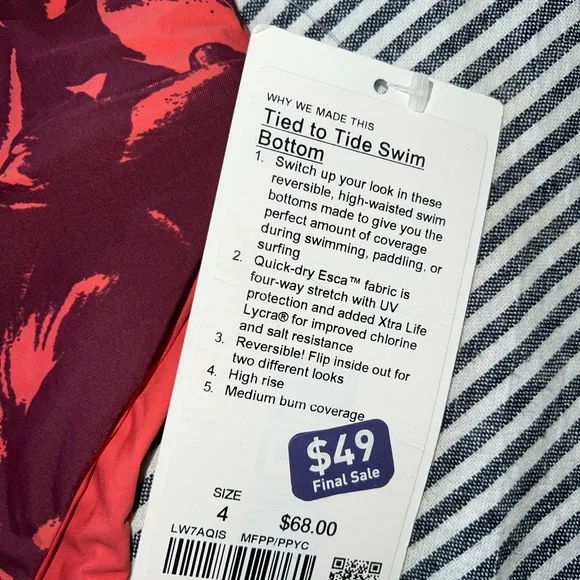 WHY WE MADE THIS
Tied to Tide Swim
Bottom
1. Switch up your look in these
reversible, high-waisted swim
bottoms made to give you the
perfect amount of coverage
during swimming, paddling, or
surfing
2. Quick-dry Esca™ fabric is
four-way stretch with UV
protection and added Xtra Life
Lycra® for improved chlorine
and salt resistance
3. Reversible! Flip inside out for
two different looks
4. High rise
5. Medium bum coverage
$49
Final Sale
SIZE
4 $68.00
LW7AQIS MFPP/PPYC